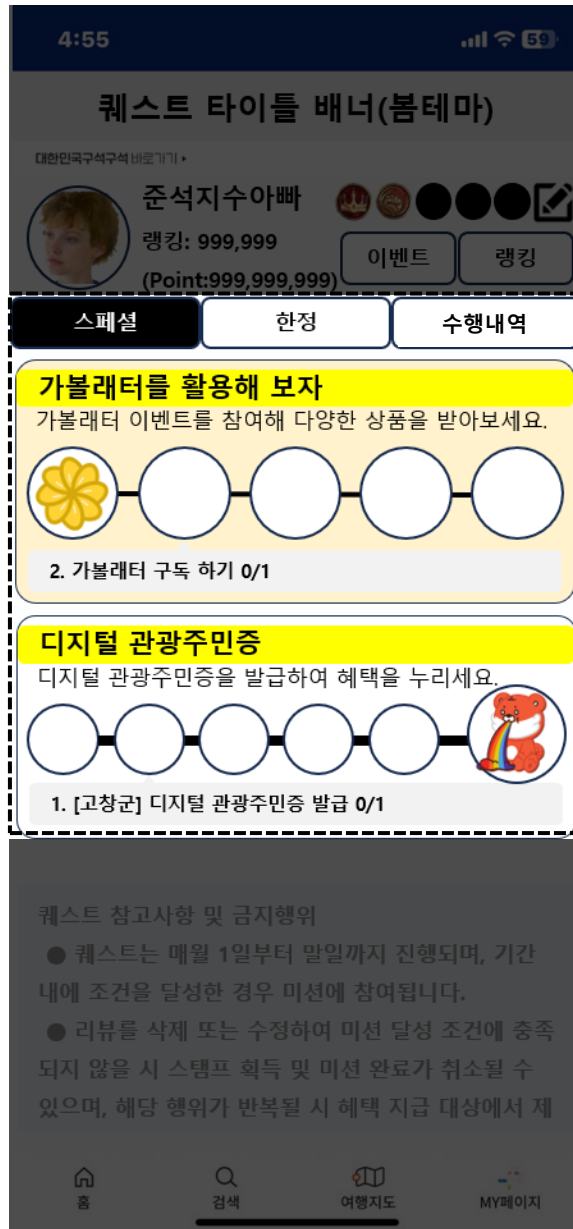 4:55
59
퀘스트 타이틀 배너(봄테마)
대한민국구석구석 바로가기
준석지수아빠
랭킹: 999,999
(Point:999,999,999)
이벤트
랭킹
스페셜
한정
수행내역
가볼래터를 활용해 보자
가볼래터 이벤트를 참여해 다양한 상품을 받아보세요.
2. 가볼래터 구독 하기 0/1
디지털 관광주민증
디지털 관광주민증을 발급하여 혜택을 누리세요.
1. [고창군] 디지털 관광주민증 발급 0/1
퀘스트 참고사항 및 금지행위
● 퀘스트는 매월 1일부터 말일까지 진행되며, 기간
내에 조건을 달성한 경우 미션에 참여됩니다.
● 리뷰를 삭제 또는 수정하여 미션 달성 조건에 충족
되지 않을 시 스탬프 획득 및 미션 완료가 취소될 수
있으며, 해당 행위가 반복될 시 혜택 지급 대상에서 제
홈
검색
여행지도
MY페이지